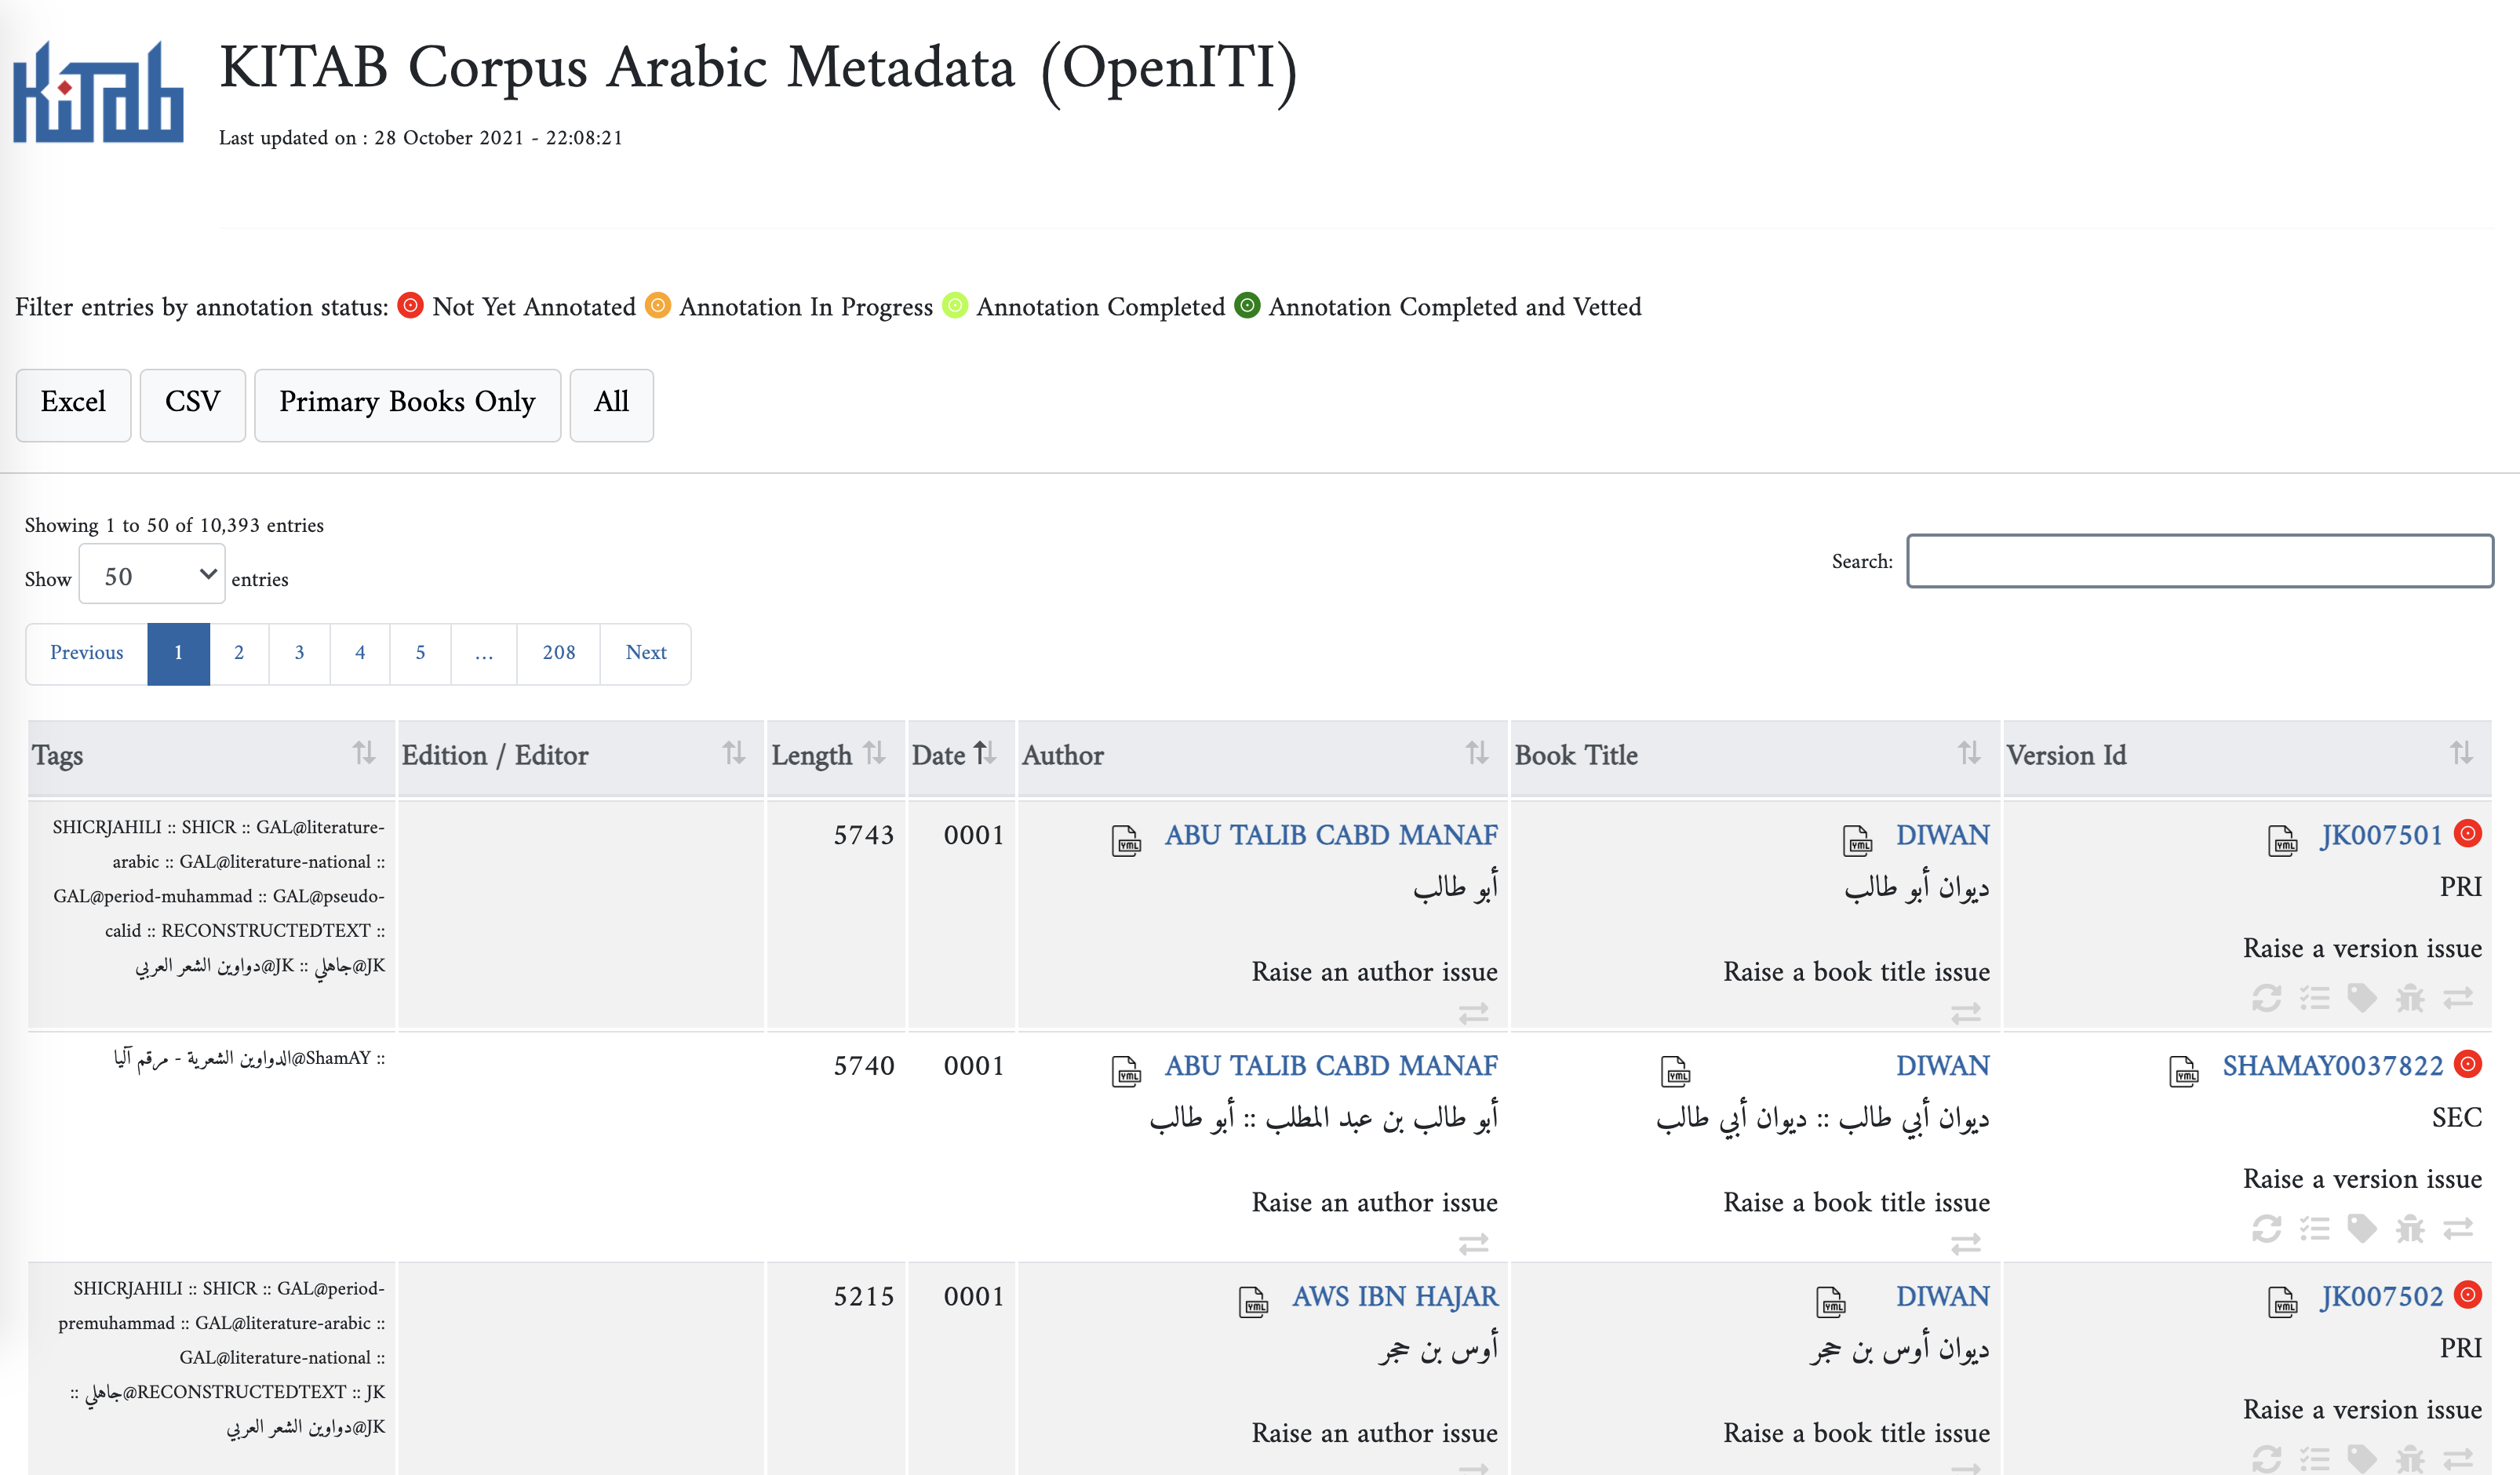 Kitab
KITAB Corpus Arabic Metadata (OpenITI)
Last updated on : 28 October 2021 - 22:08:21
Filter entries by annotation status: Not Yet Annotated Annotation In Progress Annotation Completed Annotation Completed and Vetted
Excel CSV Primary Books Only All
Showing 1 to 50 of 10,393 entries
Show 50 entries
Search:
Previous 1 2 3 4 5 … 208 Next
Tags Edition / Editor Length Date Author Book Title Version Id
SHICRJAHILI :: SHICR :: GAL@literature-
arabic :: GAL@literature-national ::
GAL@period-muhammad :: GAL@pseudo-
calid :: RECONSTRUCTEDTEXT ::
JK@جاهلي :: JK@دواوين الشعر العربي
5743
0001
YML ABU TALIB CABD MANAF
أبو طالب
Raise an author issue
YML DIWAN
ديوان أبو طالب
Raise a book title issue
YML JK007501
PRI
Raise a version issue
:: ShamAY@الدواوين الشعرية - مرقم آليا
5740
0001
YML ABU TALIB CABD MANAF
أبو طالب بن عبد المطلب :: أبو طالب
Raise an author issue
YML DIWAN
ديوان أبي طالب :: ديوان أبي طالب
Raise a book title issue
YML SHAMAY0037822
SEC
Raise a version issue
SHICRJAHILI :: SHICR :: GAL@period-
premuhammad :: GAL@literature-arabic ::
GAL@literature-national ::
RECONSTRUCTEDTEXT :: JK@جاهلي ::
JK@دواوين الشعر العربي
5215
0001
YML AWS IBN HAJAR
أوس بن حجر
Raise an author issue
YML DIWAN
ديوان أوس بن حجر
Raise a book title issue
YML JK007502
PRI
Raise a version issue